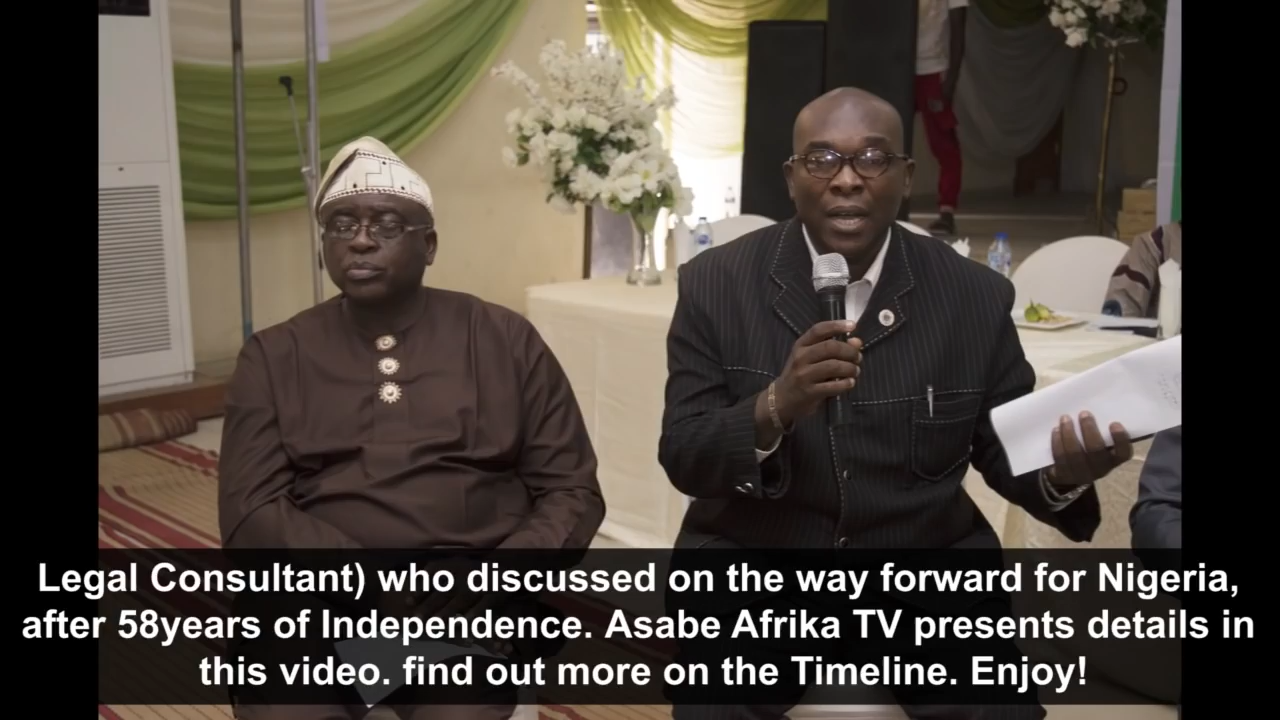 Legal Consultant) who discussed on the way forward for Nigeria,
after 58years of Independence. Asabe Afrika TV presents details in
this video. find out more on the Timeline. Enjoy!